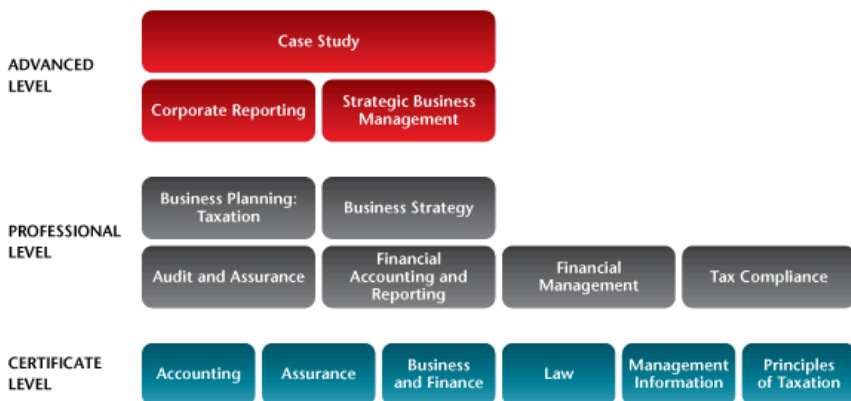 Case Study
ADVANCED
LEVEL
Corporate Reporting
Strategic Business
Management
Business Planning:
Taxation
Business Strategy
PROFESSIONAL
LEVEL
Audit and Assurance
Financial
Accounting and
Reporting
Financial
Management
Tax Compliance
CERTIFICATE
LEVEL
Accounting
Assurance
Business
and Finance
Law
Management
Information
Principles
of Taxation